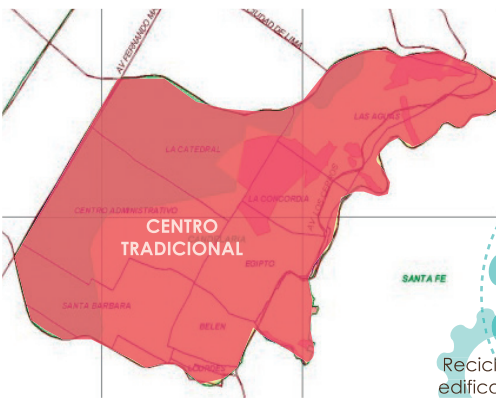 AV FERNANDO M
CIUDAD DE LIMA
LAS AGUAS
LA CATEDRAL
LA CONCORDIA
CENTRO ADMINISTRATIVO
CENTRO
TRADICIONAL
EGIPTO
SANTA FE
SANTA BARBARA
BELEN
Recicl
edifica